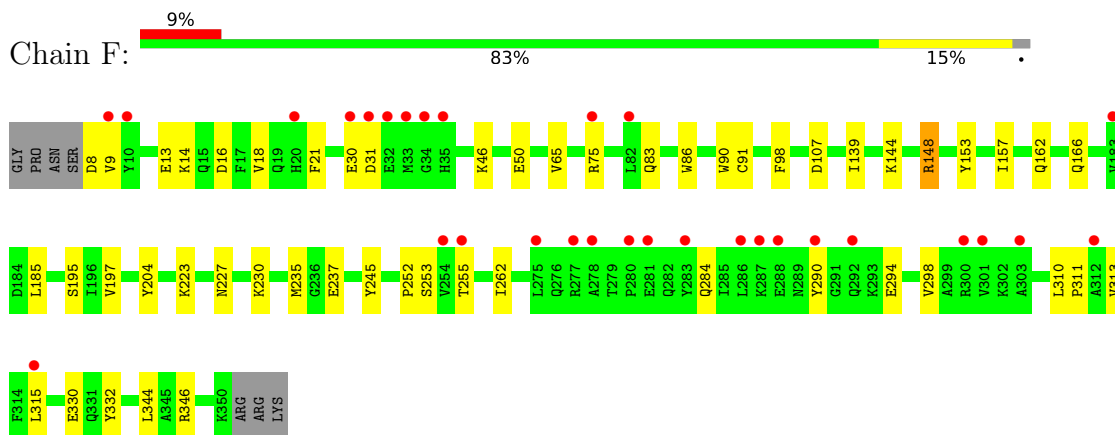 9%
Chain F:
83% 15% •
GLY PRO ASN SER D8 V9 Y10 E13 K14 Q15 D16 F17 V18 Q19 H20 F21 E30 D31 E32 M33 G34 H35 K46 E50 V65 R75 L82 Q83 W86 W90 C91 F98 D107 I139 K144 R148 Y153 I157 Q162 Q166 V183
D184 L185 S195 I196 V197 Y204 K223 N227 K230 M235 G236 E237 Y245 P252 S253 V254 T255 I262 L275 Q276 R277 A278 T279 P280 E281 Q282 Y283 Q284 I285 L286 K287 E288 N289 Y290 G291 Q292 K293 E294 V298 A299 R300 V301 K302 A303 L310 P311 A312 V313
F314 L315 E330 Q331 Y332 L344 A345 R346 K350 ARG ARG LYS